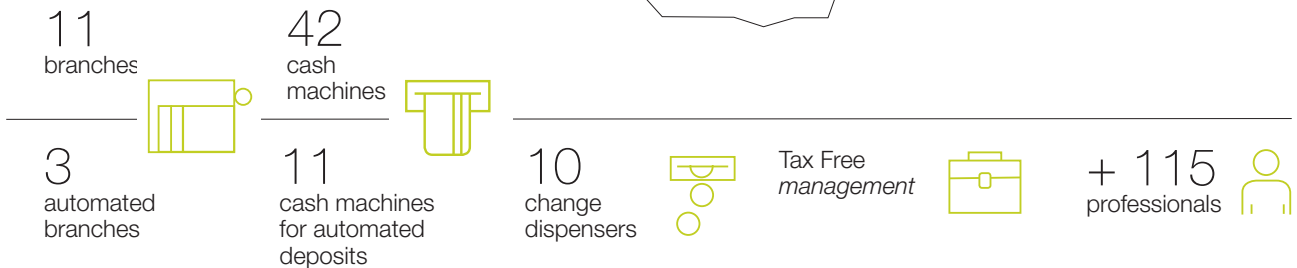 11
branches
42
cash
machines
3
automated
branches
11
cash machines
for automated
deposits
10
change
dispensers
Tax Free
management
+ 115
professionals